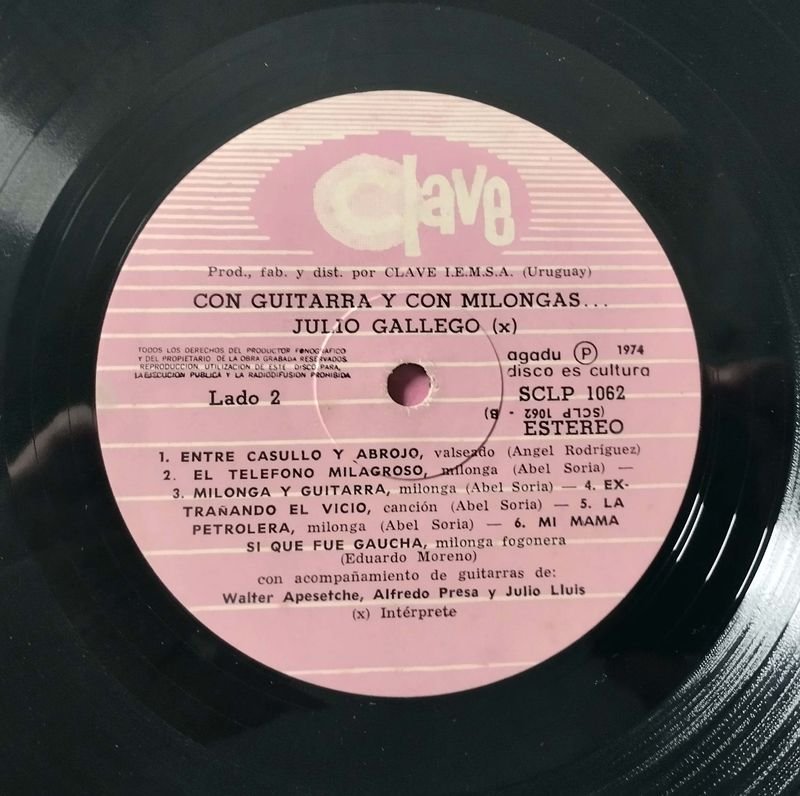 Clave
Prod., fab. y dist. por CLAVE I.E.M.S.A. (Uruguay)
CON GUITARRA Y CON MILONGAS...
JULIO GALLEGO (x)
TODOS LOS DERECHOS DEL PRODUCTOR FONOGRAFICO
Y DEL PROPIETARIO DE LA OBRA GRABADA RESERVADOS
REPRODUCCION, UTILIZACION DE ESTE DISCO PARA,
LA EJECUCION PUBLICA Y LA RADIODIFUSION PROHIBIDA
Lado 2
agadu Ⓟ 1974
disco es cultura
SCLP 1062
(SCLP 1062 - B)
ESTEREO
1. ENTRE CASULLO Y ABROJO, valseado (Angel Rodríguez)
2. EL TELEFONO MILAGROSO, milonga (Abel Soria) —
3. MILONGA Y GUITARRA, milonga (Abel Soria) — 4. EX-
TRAÑANDO EL VICIO, canción (Abel Soria) — 5. LA
PETROLERA, milonga (Abel Soria) — 6. MI MAMA
SI QUE FUE GAUCHA, milonga fogonera
(Eduardo Moreno)
con acompañamiento de guitarras de:
Walter Apesetche, Alfredo Presa y Julio Lluis
(x) Intérprete